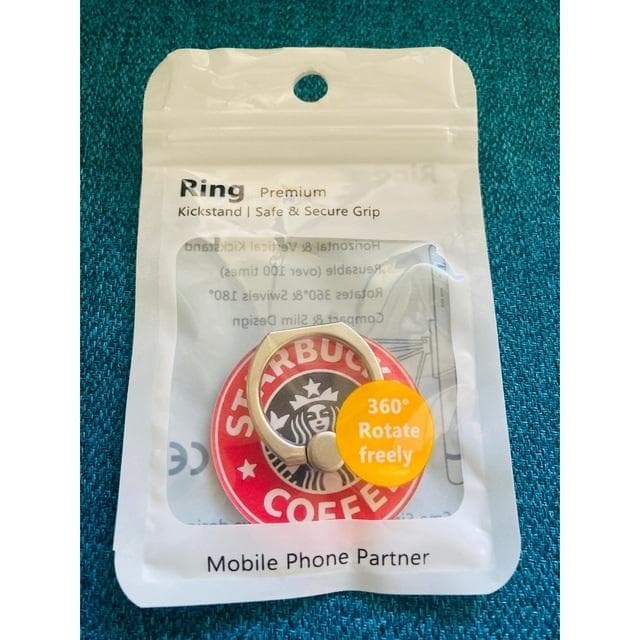 Ring Premium
Kickstand | Safe & Secure Grip
Horizontal & Vertical Kickstand
Reusable (over 100 times)
Rotates 360°& Swivels 180°
Compact & Slim Design
STARBUCKS
COFFEE
360°
Rotate
freely
CE
Mobile Phone Partner